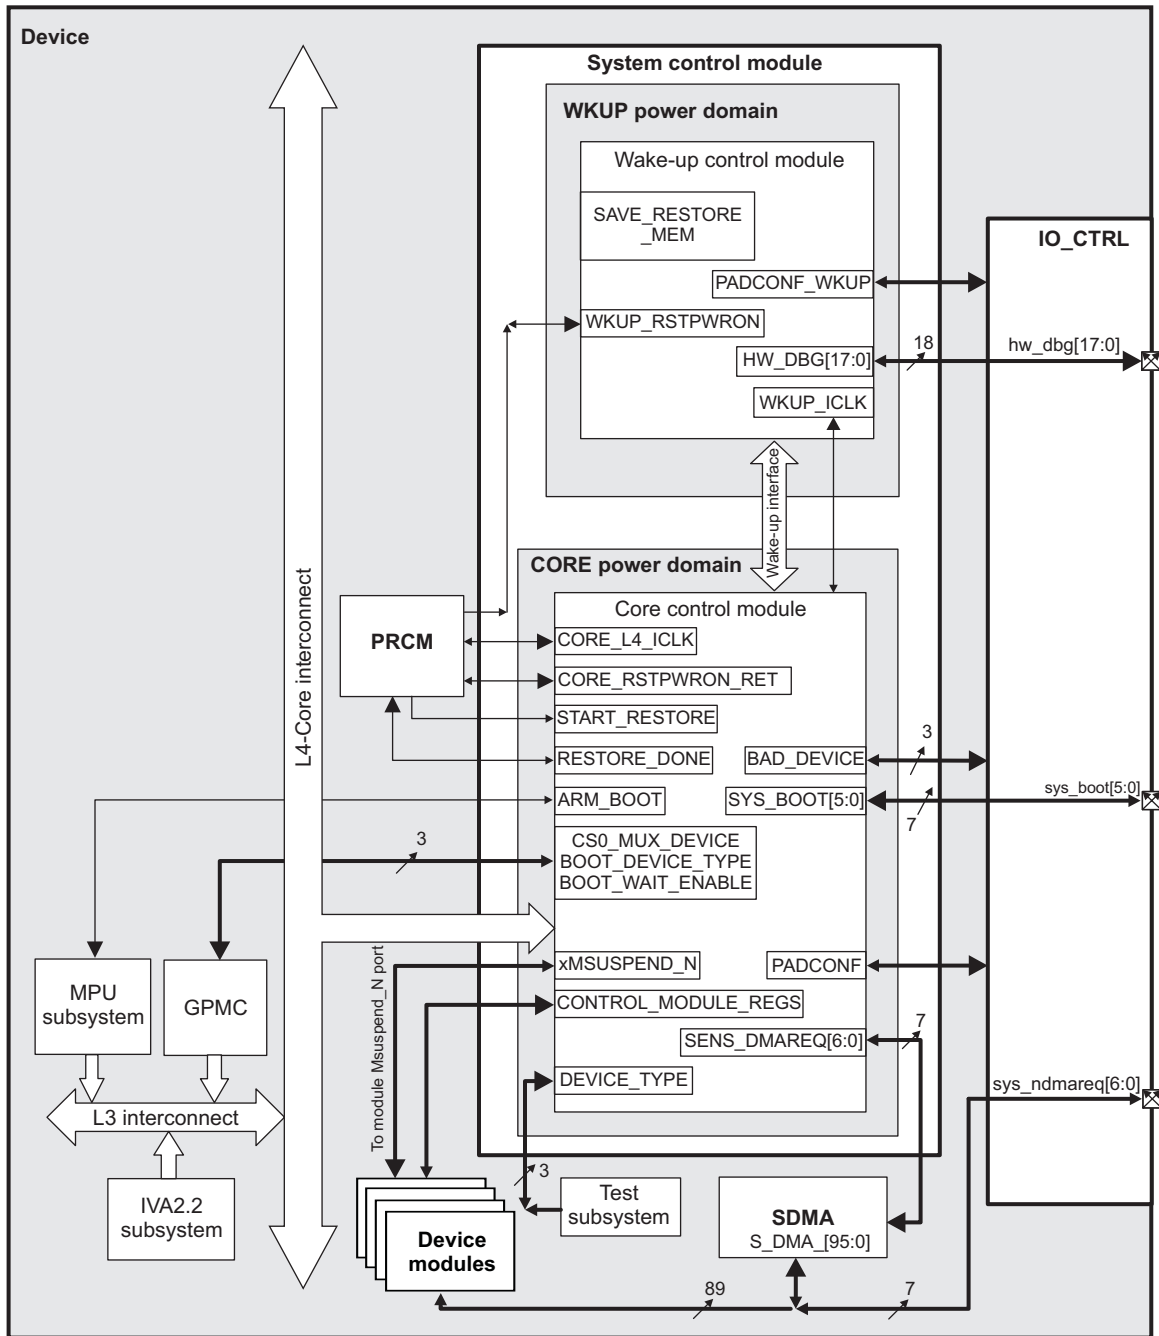 Device
System control module
WKUP power domain
Wake-up control module
SAVE_RESTORE
_MEM
IO_CTRL
PADCONF_WKUP
WKUP_RSTPWRON
18
hw_dbg[17:0]
HW_DBG[17:0]
WKUP_ICLK
Wake-up interface
CORE power domain
Core control module
L4-Core interconnect
PRCM
CORE_L4_ICLK
CORE_RSTPWRON_RET
START_RESTORE
RESTORE_DONE
BAD_DEVICE
3
ARM_BOOT
SYS_BOOT[5:0]
7
sys_boot[5:0]
3
CS0_MUX_DEVICE
BOOT_DEVICE_TYPE
BOOT_WAIT_ENABLE
To module Msuspend_N port
xMSUSPEND_N
PADCONF
MPU
subsystem
GPMC
CONTROL_MODULE_REGS
SENS_DMAREQ[6:0]
7
DEVICE_TYPE
sys_ndmareq[6:0]
L3 interconnect
3
IVA2.2
subsystem
Test
subsystem
SDMA
S_DMA_[95:0]
Device
modules
89
7